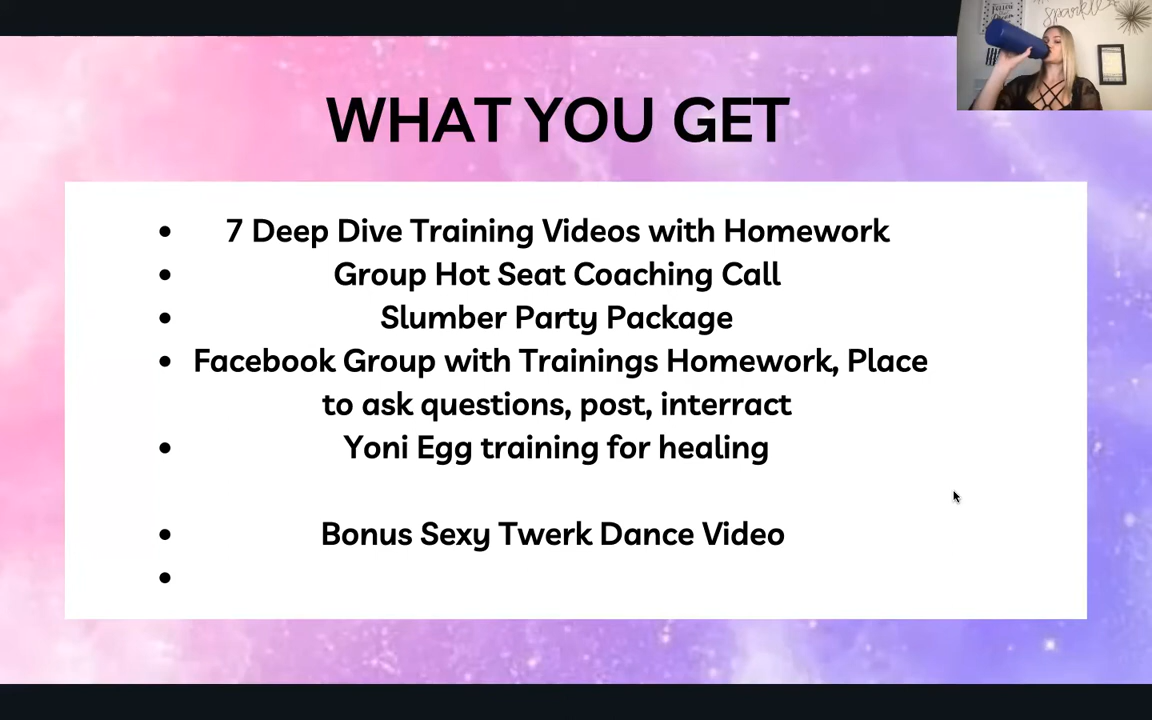 sparkle
WHAT YOU GET
• 7 Deep Dive Training Videos with Homework
• Group Hot Seat Coaching Call
• Slumber Party Package
• Facebook Group with Trainings Homework, Place
to ask questions, post, interract
• Yoni Egg training for healing
• Bonus Sexy Twerk Dance Video
•